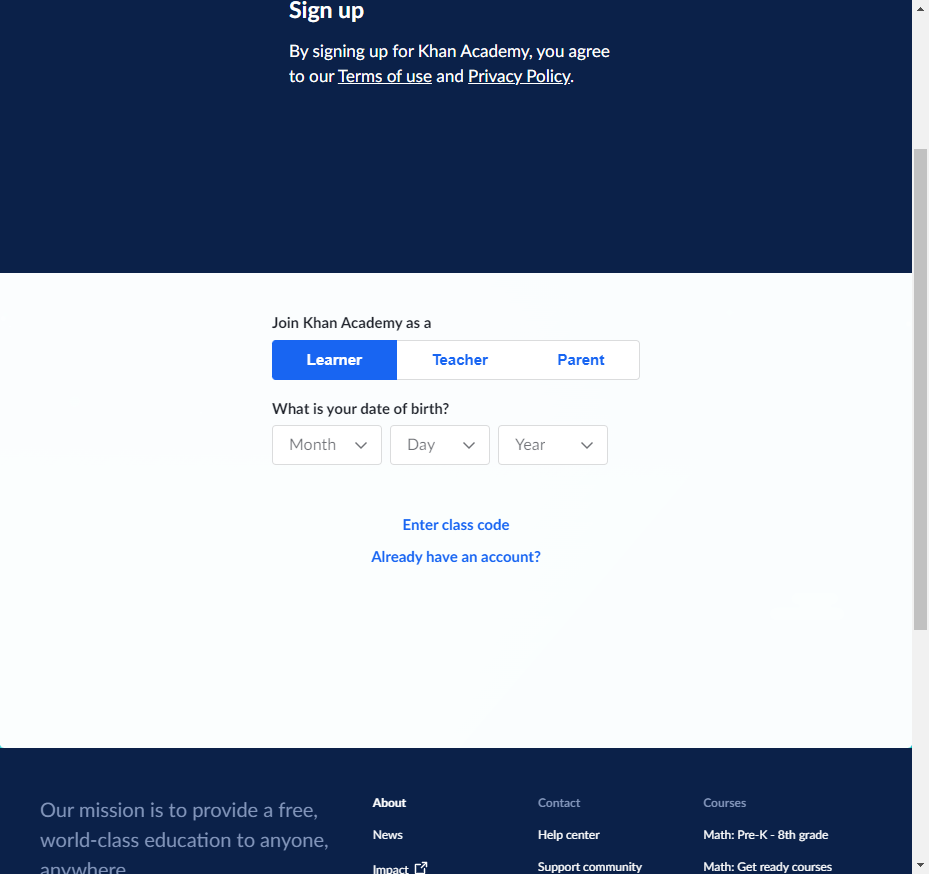 Sign up
By signing up for Khan Academy, you agree
to our Terms of use and Privacy Policy.
Join Khan Academy as a
Learner Teacher Parent
What is your date of birth?
Month Day Year
Enter class code
Already have an account?
Our mission is to provide a free,
world-class education to anyone,
anywhere.
About
News
Impact
Contact
Help center
Support community
Courses
Math: Pre-K - 8th grade
Math: Get ready courses